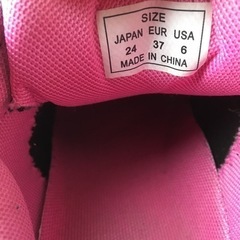 SIZE
JAPAN EUR USA
24 37 6
MADE IN CHINA